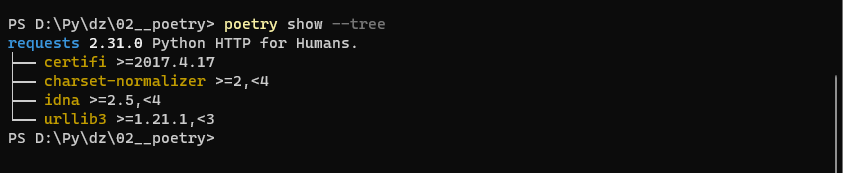 PS D:\Py\dz\02__poetry> poetry show --tree
requests 2.31.0 Python HTTP for Humans.
├── certifi >=2017.4.17
├── charset-normalizer >=2,<4
├── idna >=2.5,<4
└── urllib3 >=1.21.1,<3
PS D:\Py\dz\02__poetry>